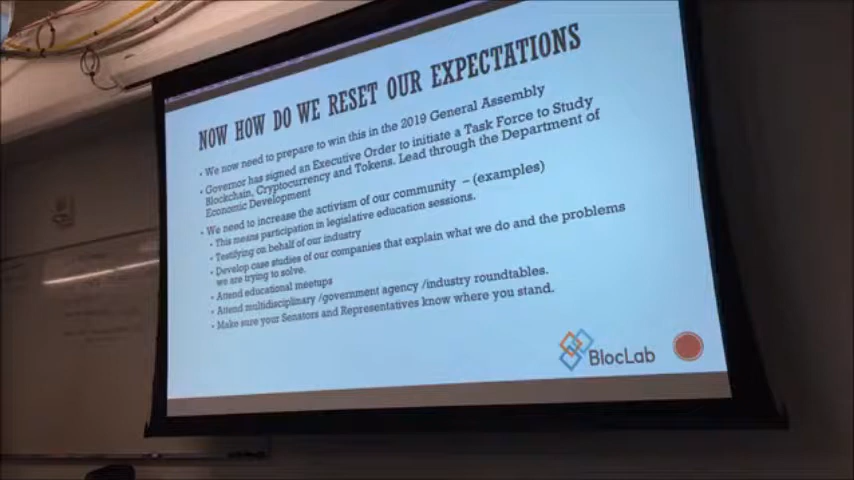 NOW HOW DO WE RESET OUR EXPECTATIONS
• We now need to prepare to win this in the 2019 General Assembly
• Governor has signed an Executive Order to initiate a Task Force to Study
Blockchain, Cryptocurrency and Tokens. Lead through the Department of
Economic Development
• We need to increase the activism of our community – (examples)
• This means participation in legislative education sessions.
• Testifying on behalf of our industry
• Develop case studies of our companies that explain what we do and the problems
we are trying to solve.
• Attend educational meetups
• Attend multidisciplinary /government agency /industry roundtables.
• Make sure your Senators and Representatives know where you stand.
BlocLab